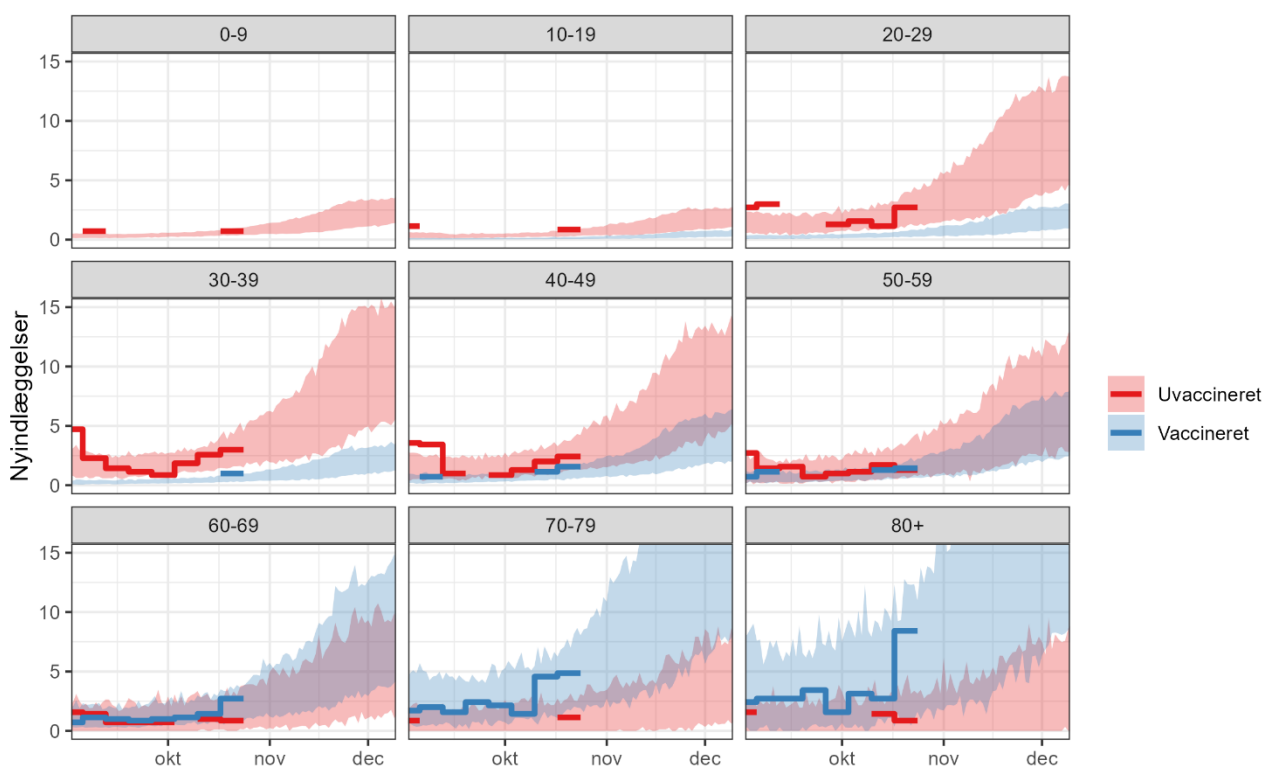 0-9
10-19
20-29
15
10
5
0
30-39
40-49
50-59
15
10
5
0
60-69
70-79
80+
15
10
5
0
okt
nov
dec
okt
nov
dec
okt
nov
dec
Nyindlæggelser
Uvaccineret
Vaccineret